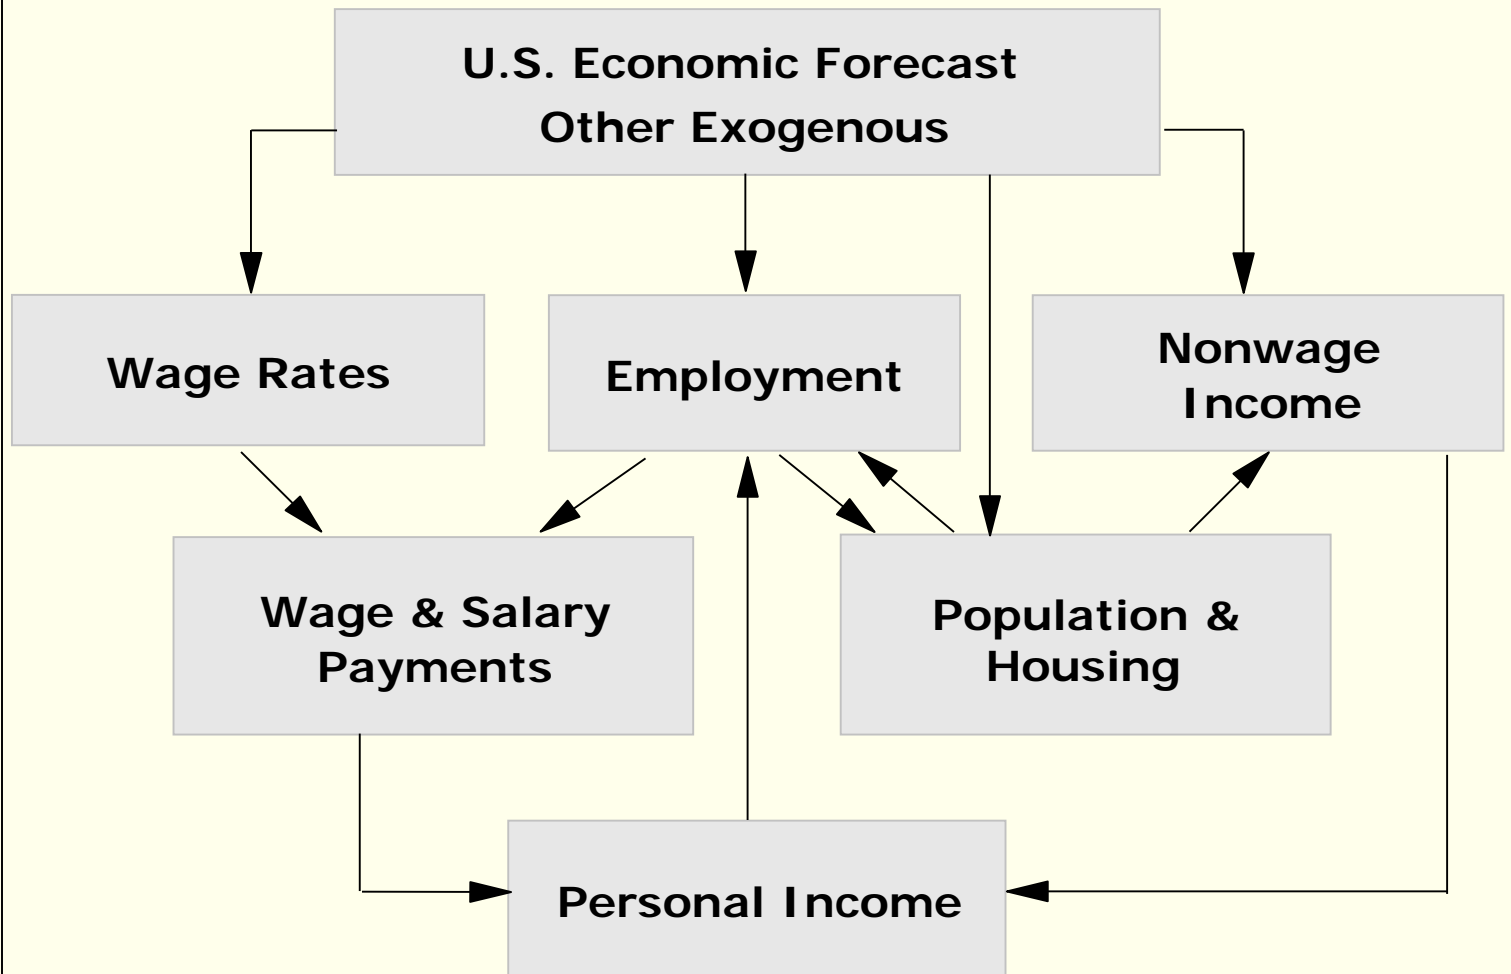 U.S. Economic Forecast
Other Exogenous
Wage Rates
Employment
Nonwage
Income
Wage & Salary
Payments
Population &
Housing
Personal Income